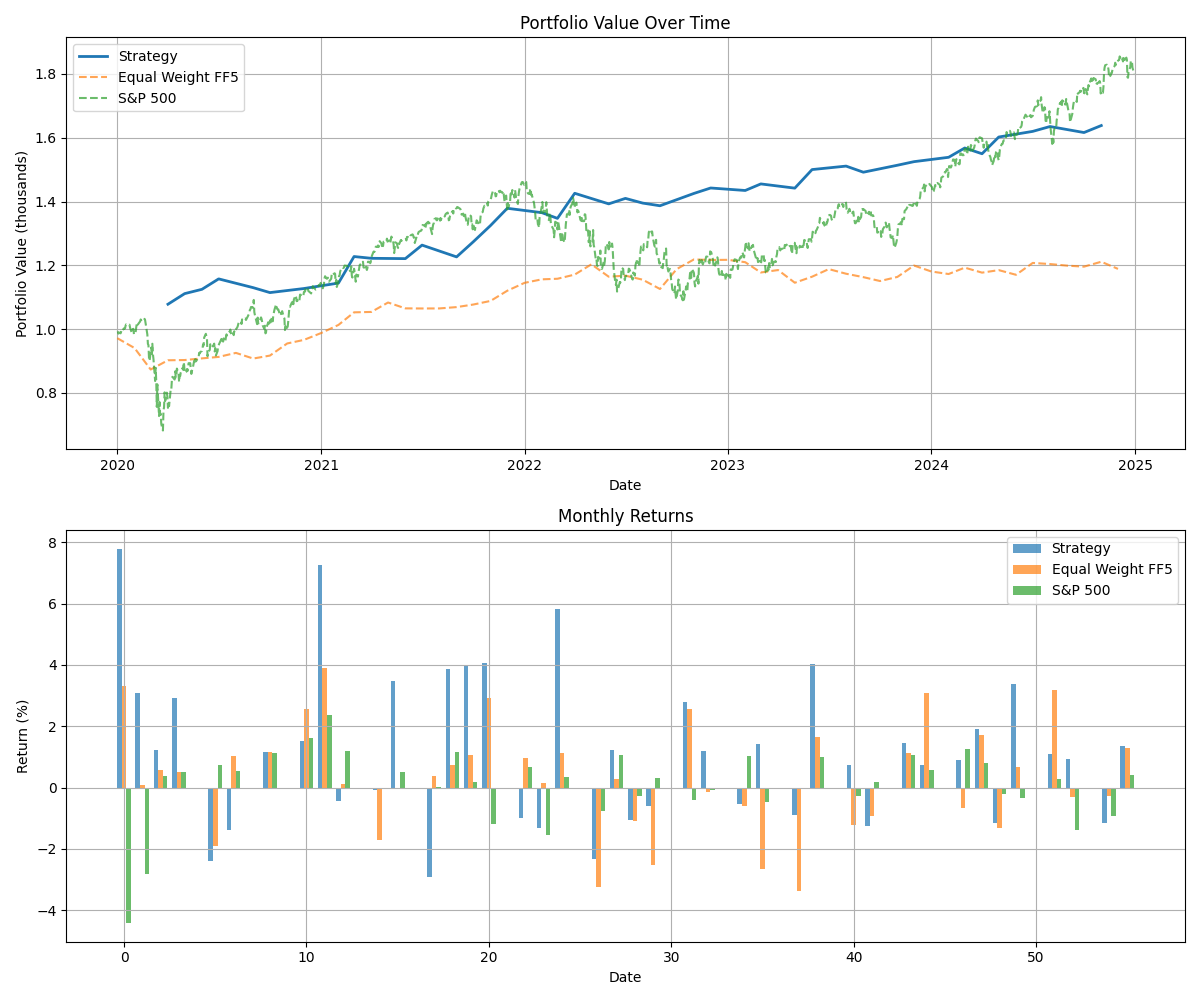 Portfolio Value Over Time
Portfolio Value (thousands)
1.8
1.6
1.4
1.2
1.0
0.8
Strategy
Equal Weight FF5
S&P 500
2020 2021 2022 2023 2024 2025
Date
Monthly Returns
Return (%)
8
6
4
2
0
−2
−4
Strategy
Equal Weight FF5
S&P 500
0 10 20 30 40 50
Date